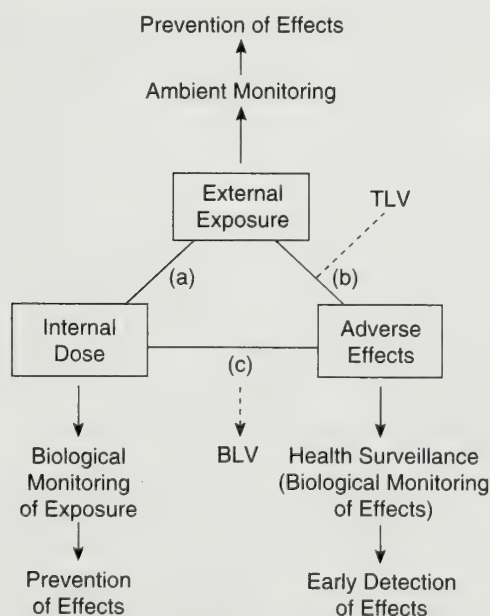 Prevention of Effects
Ambient Monitoring
External
Exposure
TLV
(a)
(b)
Internal
Dose
Adverse
Effects
(c)
Biological
Monitoring
of Exposure
BLV
Health Surveillance
(Biological Monitoring
of Effects)
Prevention
of Effects
Early Detection
of Effects